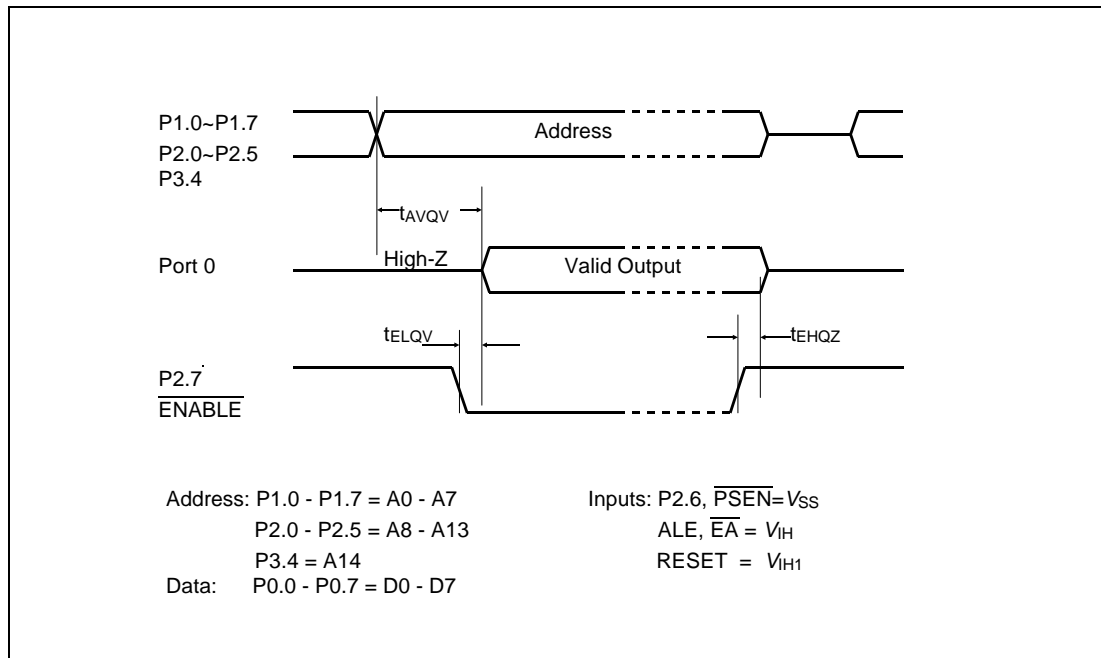 P1.0~P1.7
P2.0~P2.5
P3.4
Address
tAVQV
Port 0
High-Z
Valid Output
tELQV
tEHQZ
P2.7
ENABLE
Address: P1.0 - P1.7 = A0 - A7
P2.0 - P2.5 = A8 - A13
P3.4 = A14
Data: P0.0 - P0.7 = D0 - D7
Inputs: P2.6, PSEN=VSS
ALE, EA = VIH
RESET = VIH1